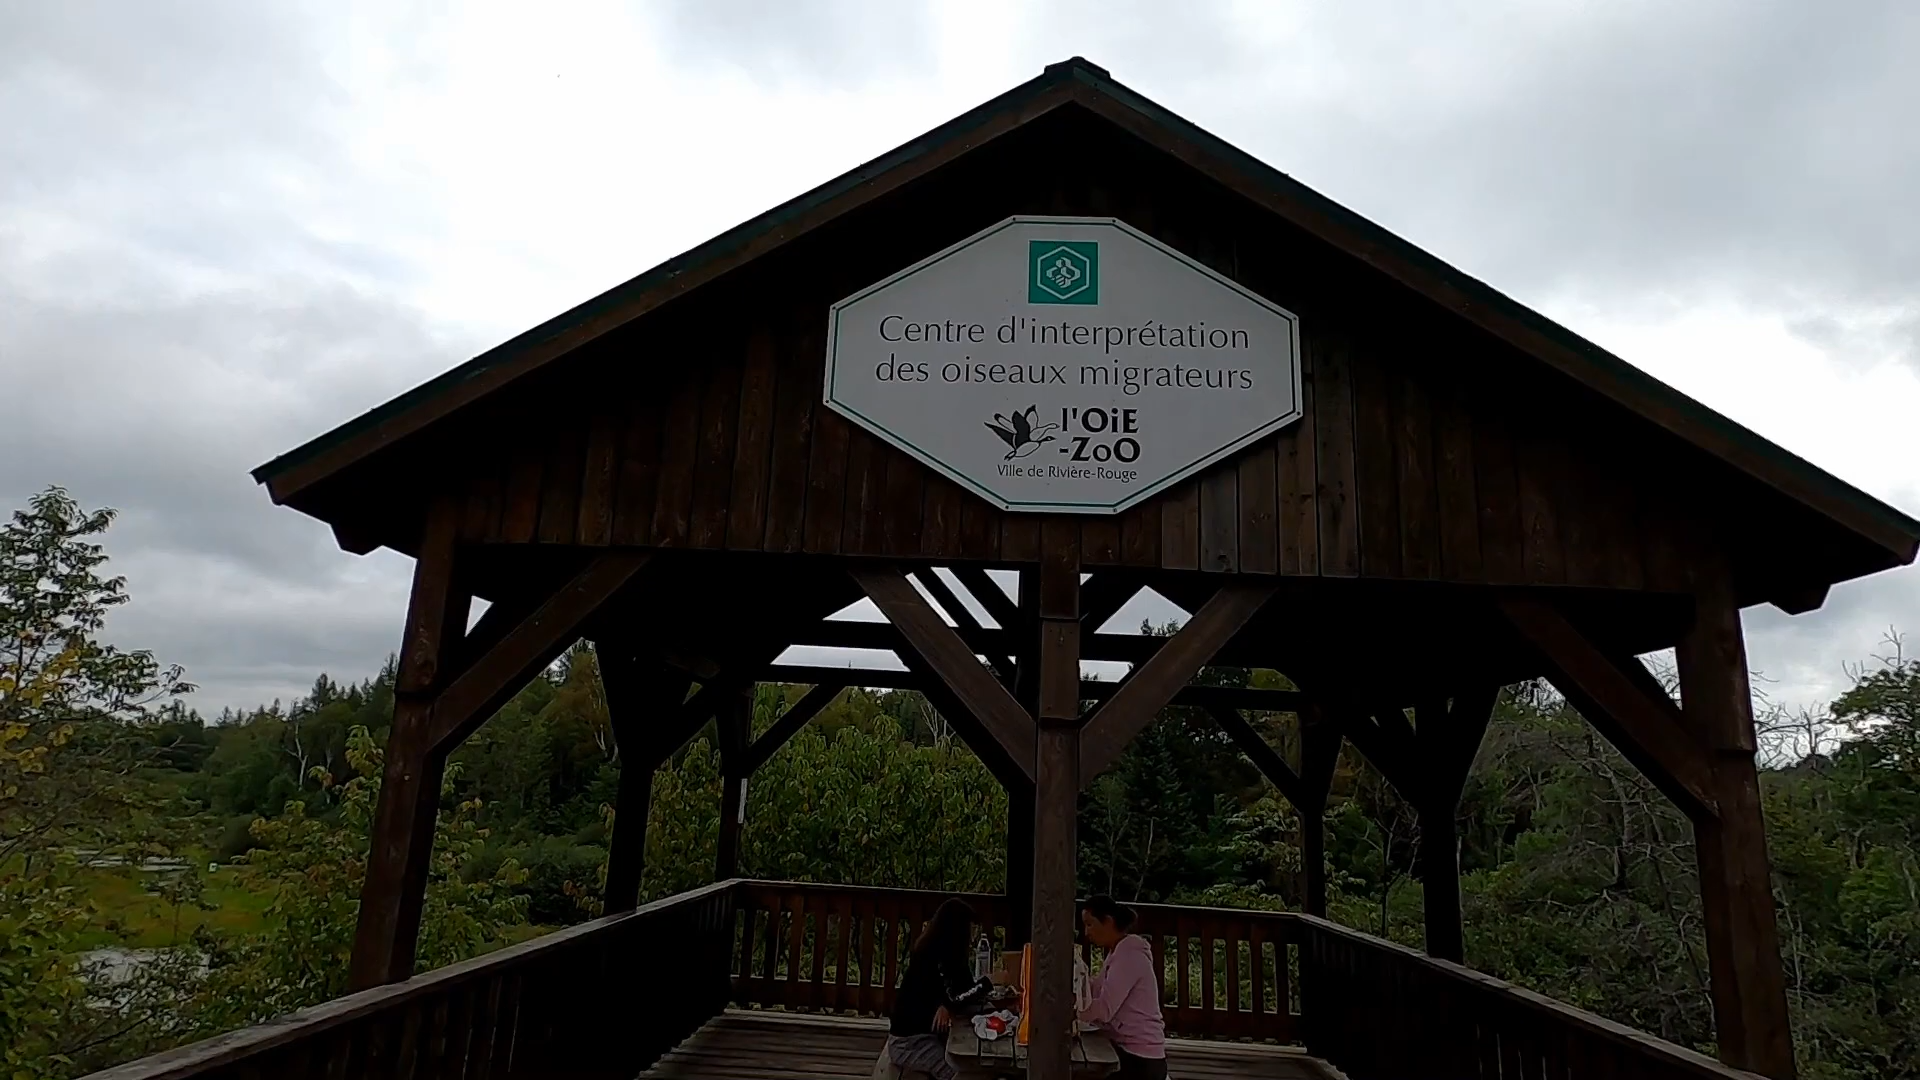 Centre d'interprétation
des oiseaux migrateurs
l'OiE
-ZoO
Ville de Rivière-Rouge